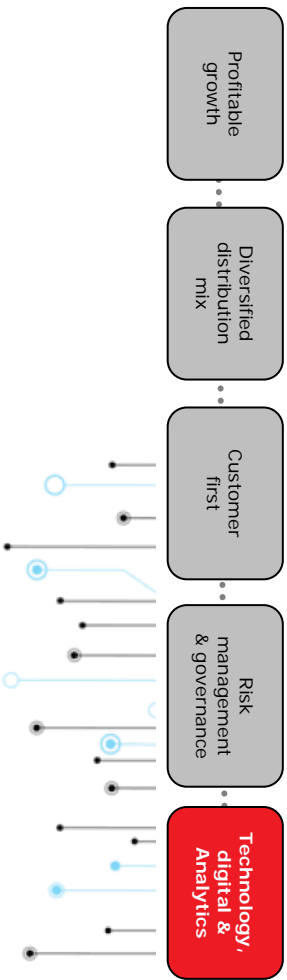 Profitable
growth
Diversified
distribution
mix
Customer
first
Risk
management
& governance
Technology,
digital &
Analytics